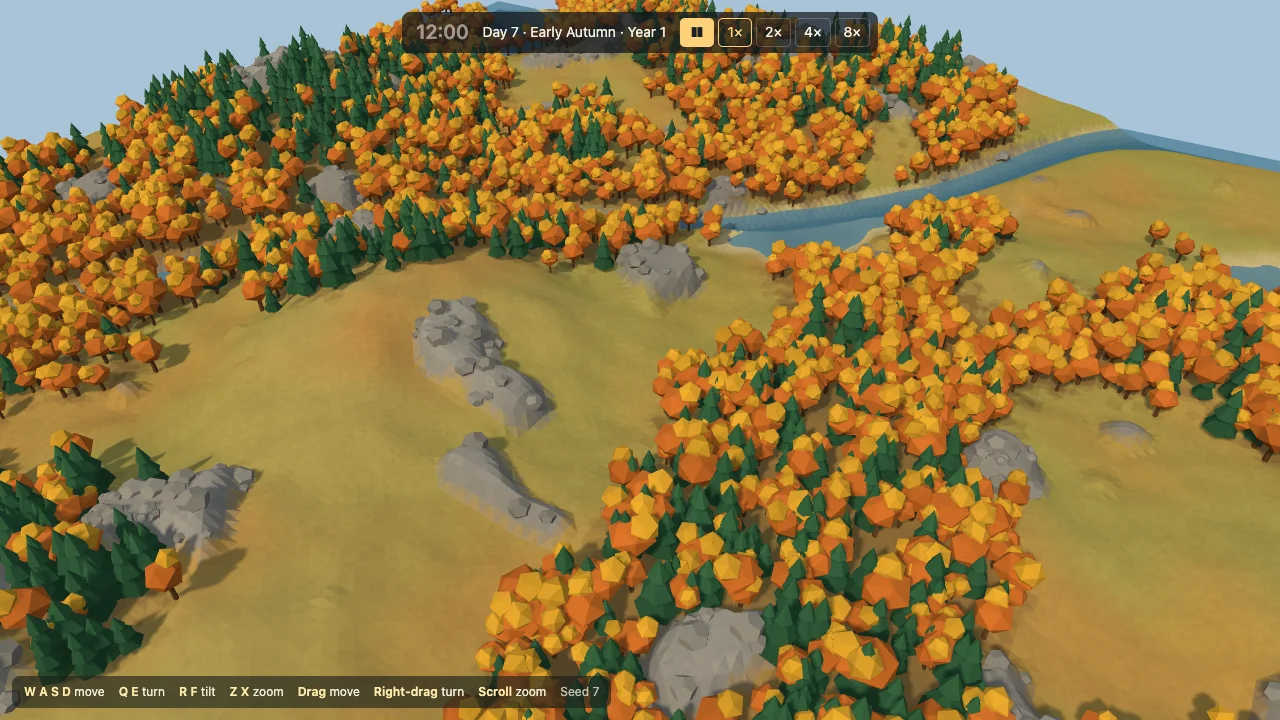 12:00 Day 7 · Early Autumn · Year 1 1× 2× 4× 8×
W A S D move Q E turn R F tilt Z X zoom Drag move Right-drag turn Scroll zoom Seed 7